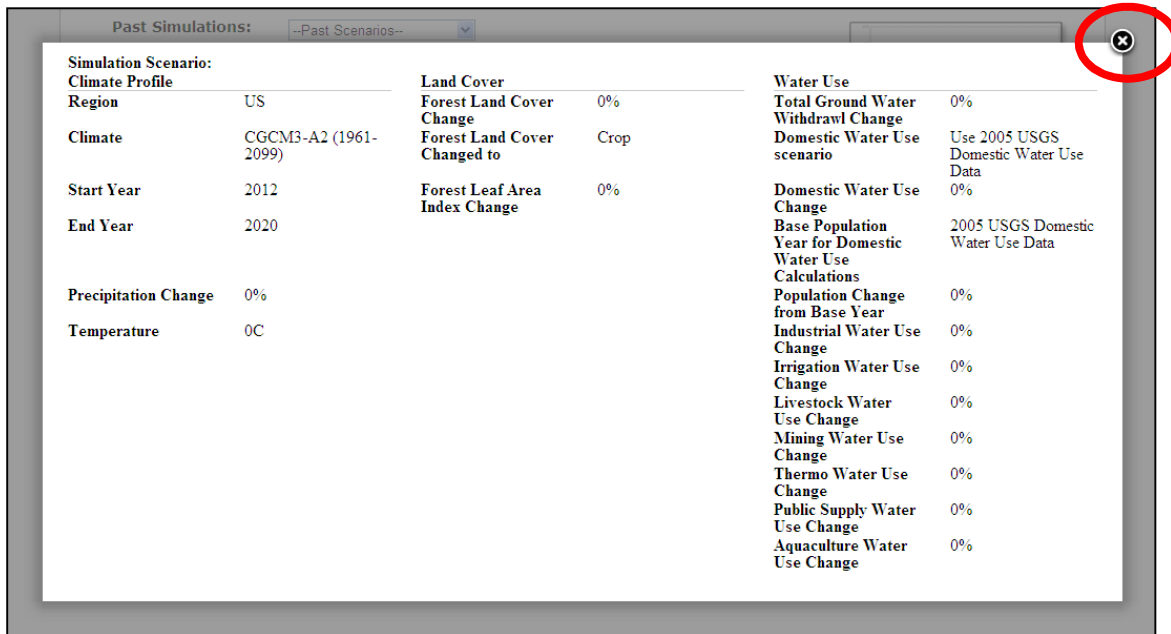 Past Simulations: --Past Scenarios--
Simulation Scenario:
Climate Profile
Region US
Climate CGCM3-A2 (1961-
2099)
Start Year 2012
End Year 2020
Precipitation Change 0%
Temperature 0C
Land Cover
Forest Land Cover 0%
Change
Forest Land Cover Crop
Changed to
Forest Leaf Area 0%
Index Change
Water Use
Total Ground Water 0%
Withdrawl Change
Domestic Water Use Use 2005 USGS
scenario Domestic Water Use
Data
Domestic Water Use 0%
Change
Base Population 2005 USGS Domestic
Year for Domestic Water Use Data
Water Use
Calculations
Population Change 0%
from Base Year
Industrial Water Use 0%
Change
Irrigation Water Use 0%
Change
Livestock Water 0%
Use Change
Mining Water Use 0%
Change
Thermo Water Use 0%
Change
Public Supply Water 0%
Use Change
Aquaculture Water 0%
Use Change